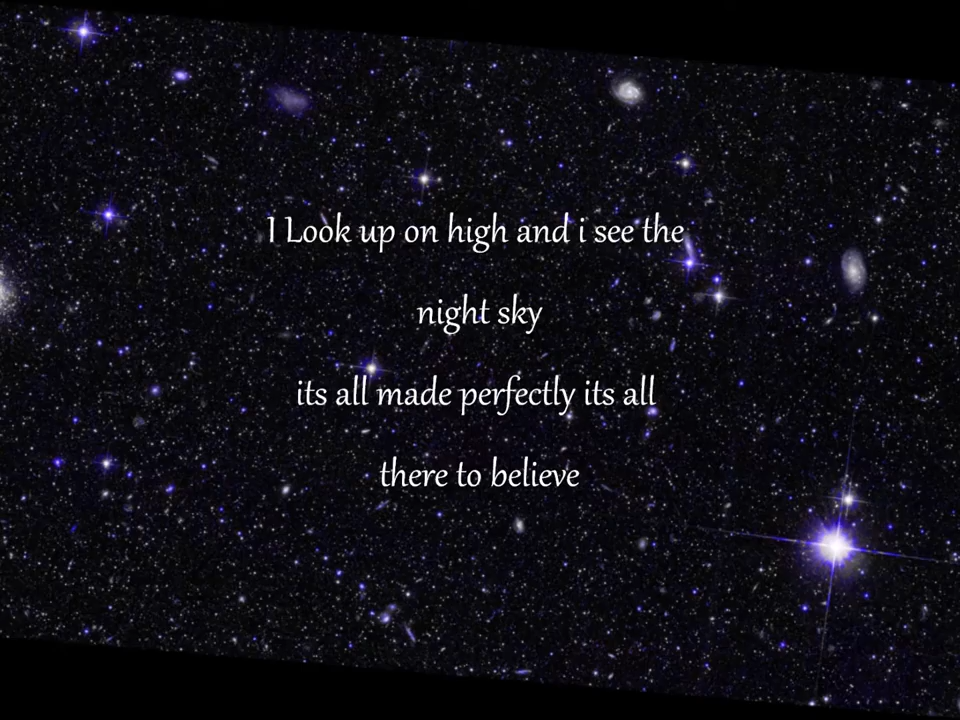 I Look up on high and i see the
night sky
its all made perfectly its all
there to believe